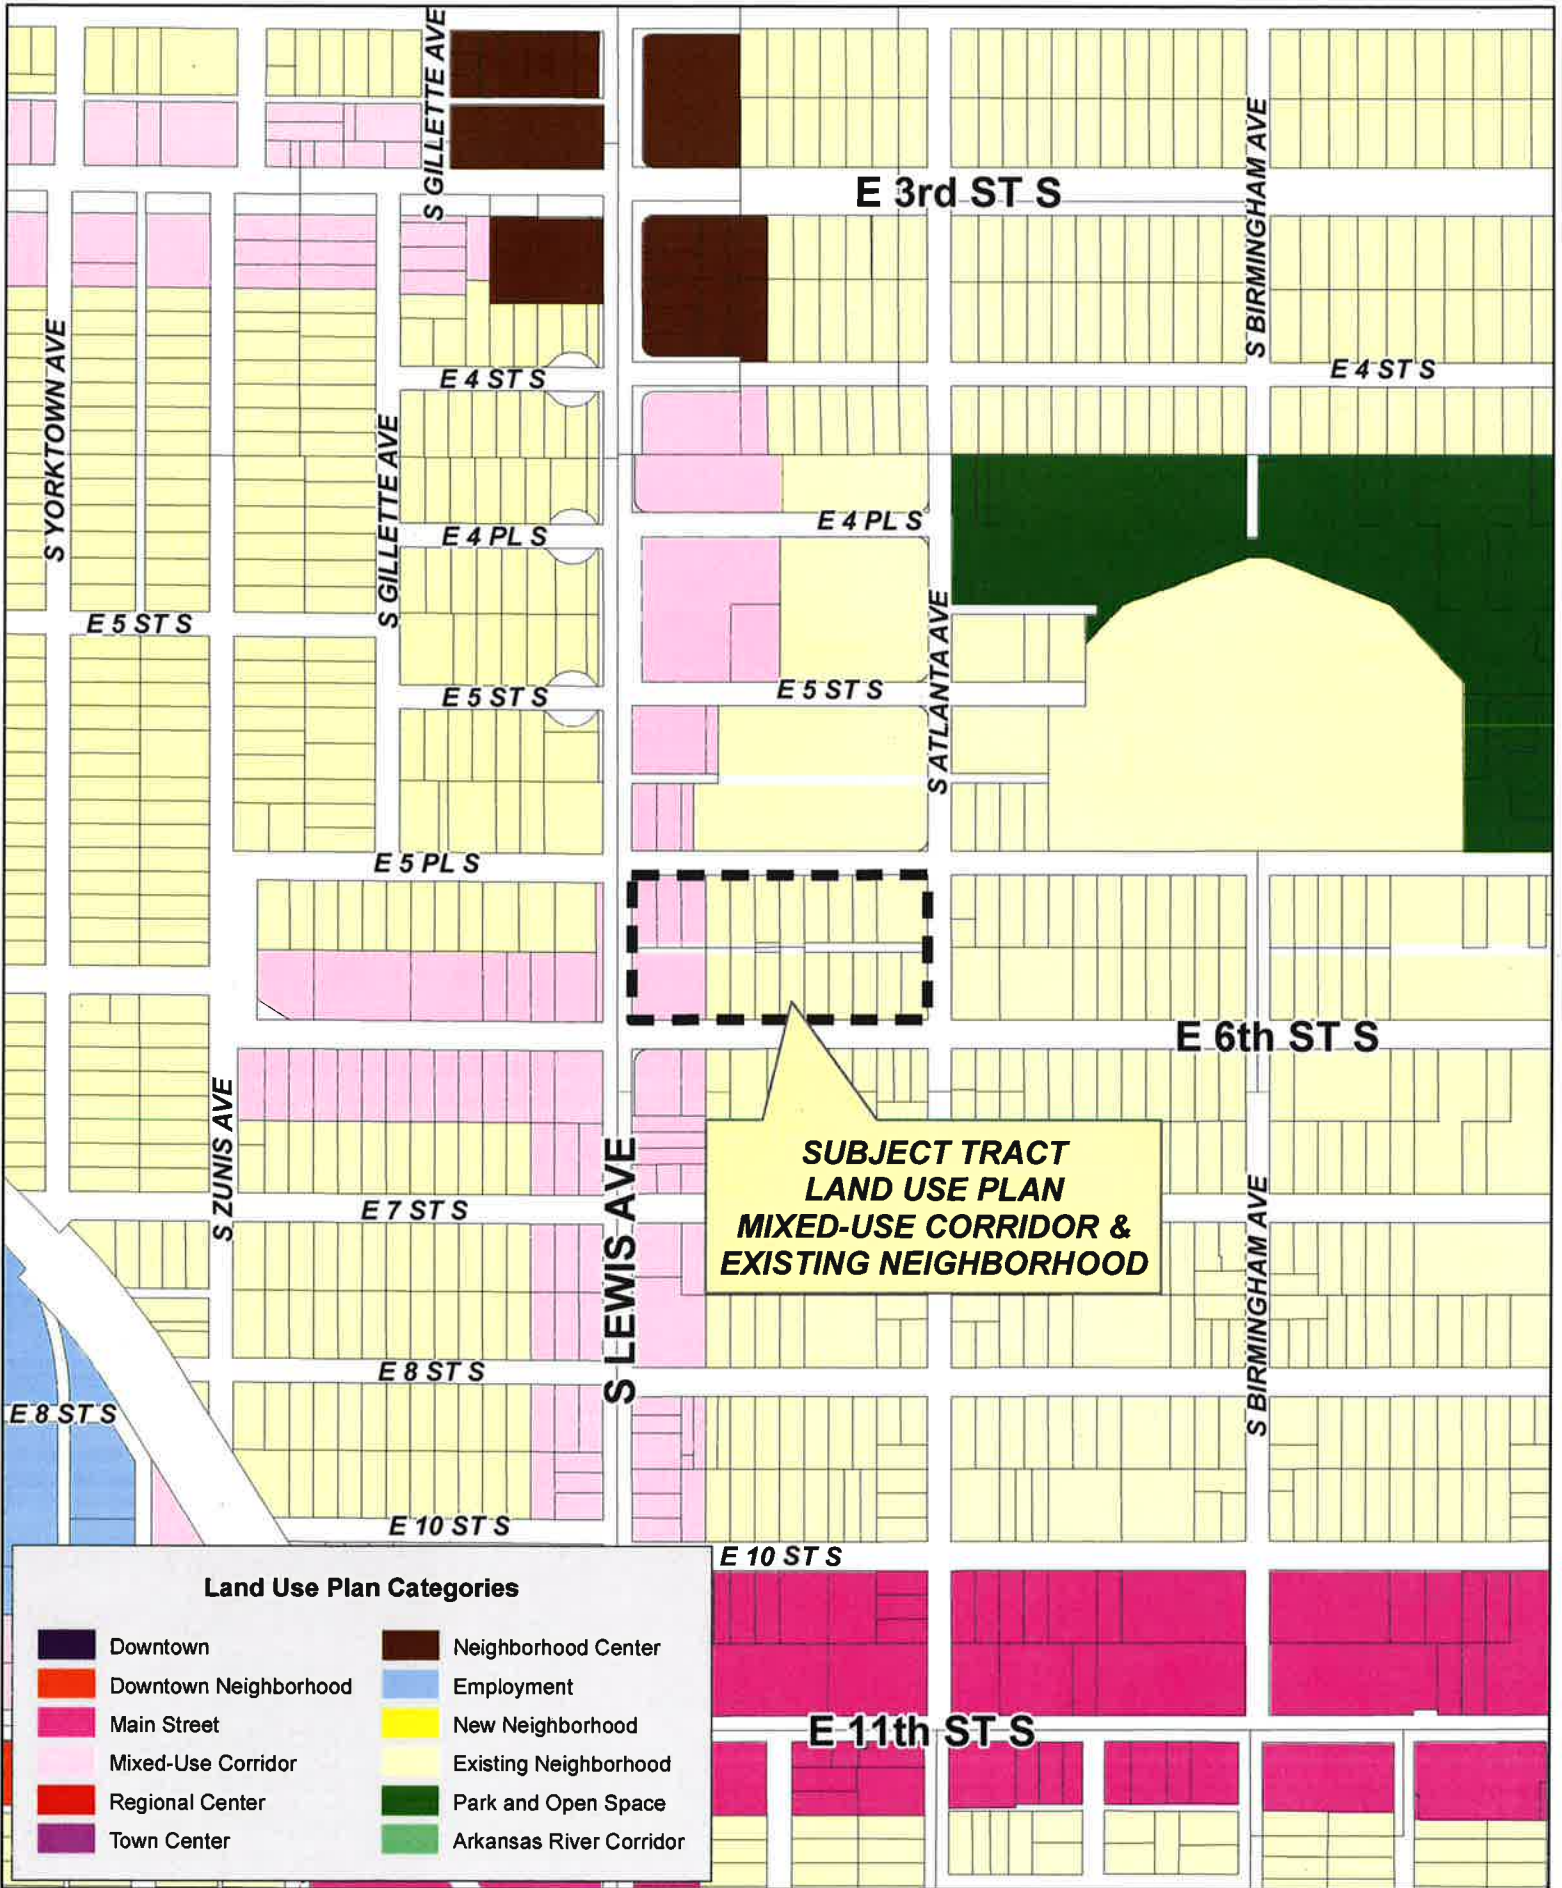 S GILLETTE AVE
E 3rd ST S
S BIRMINGHAM AVE
S YORKTOWN AVE
E 4 ST S
E 4 ST S
S GILLETTE AVE
E 4 PL S
E 4 PL S
E 5 ST S
S ATLANTA AVE
E 5 ST S
E 5 ST S
E 5 PL S
E 6th ST S
S ZUNIS AVE
S LEWIS AVE
SUBJECT TRACT
LAND USE PLAN
MIXED-USE CORRIDOR &
EXISTING NEIGHBORHOOD
E 7 ST S
S BIRMINGHAM AVE
E 8 ST S
E 8 ST S
E 10 ST S
E 10 ST S
E 11th ST S
Land Use Plan Categories
Downtown
Downtown Neighborhood
Main Street
Mixed-Use Corridor
Regional Center
Town Center
Neighborhood Center
Employment
New Neighborhood
Existing Neighborhood
Park and Open Space
Arkansas River Corridor